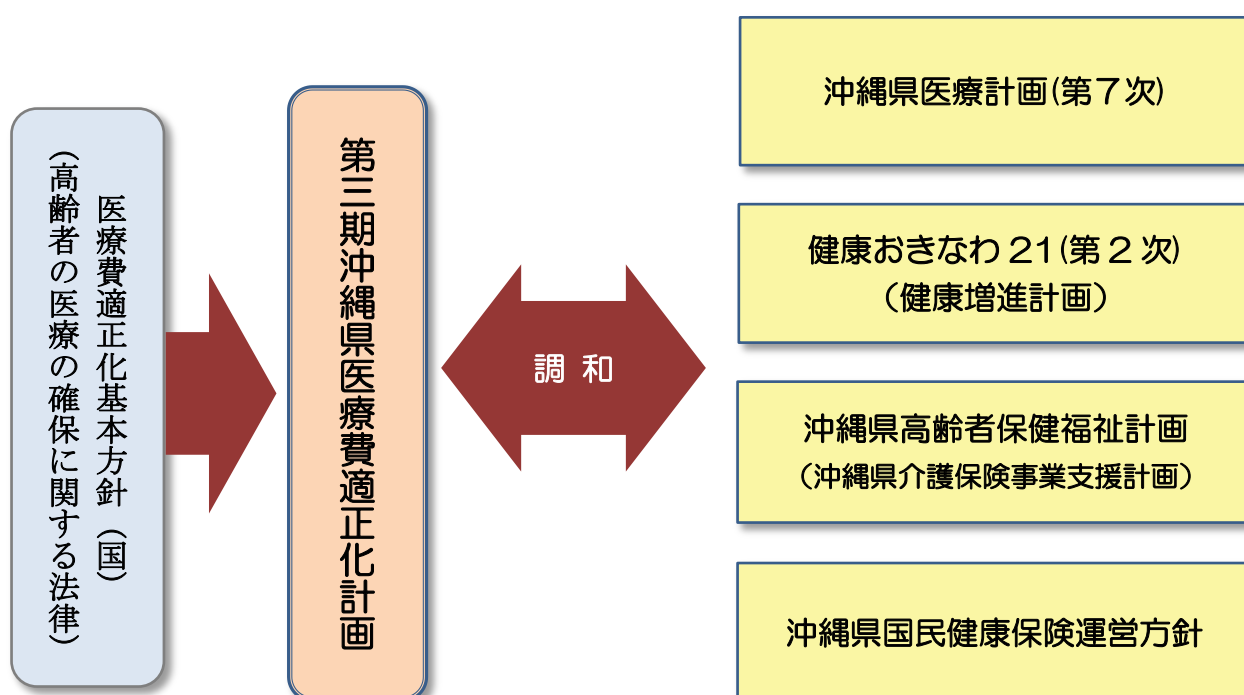 医療費適正化基本方針（国）
（高齢者の医療の確保に関する法律）
第三期沖縄県医療費適正化計画
調 和
沖縄県医療計画(第７次)
健康おきなわ 21(第 2 次)
（健康増進計画）
沖縄県高齢者保健福祉計画
（沖縄県介護保険事業支援計画）
沖縄県国民健康保険運営方針